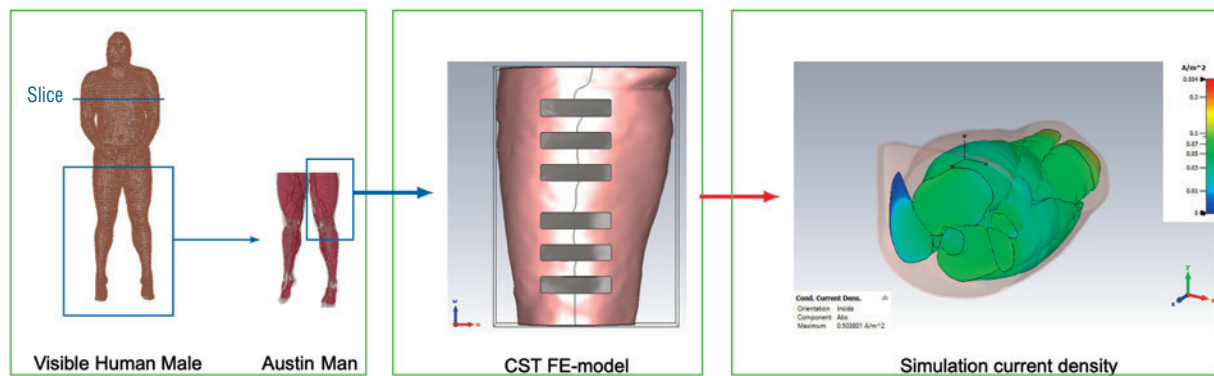 Slice
Visible Human Male
Austin Man
CST FE-model
A/m^2
0.504
0.3
0.1
0.07
0.05
0.03
0.01
0
Cond. Current Dens.
Orientation Inside
Component Abs
Maximum 0.503801 A/m^2
Simulation current density